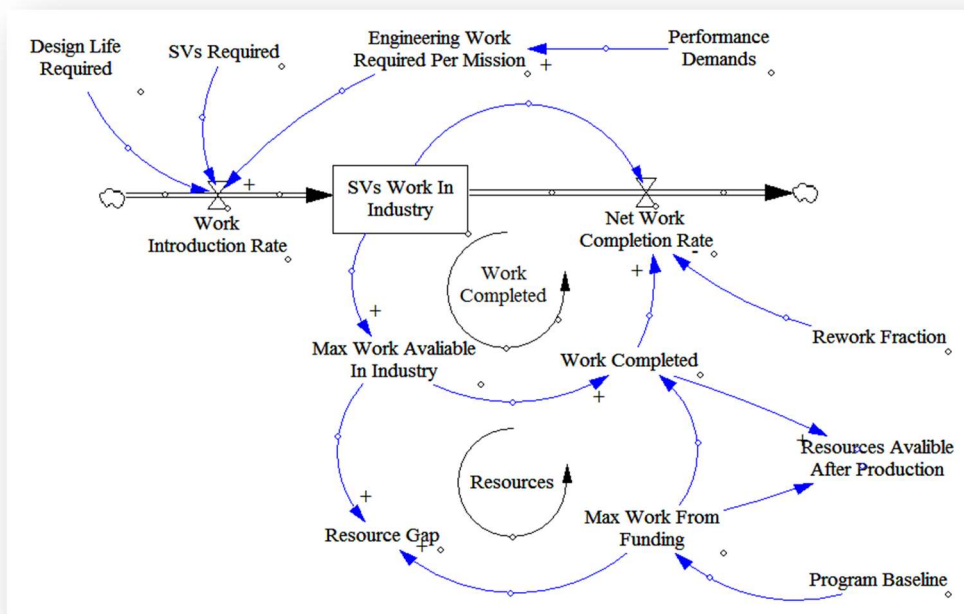 Design Life
Required
SVs Required
Engineering Work
Required Per Mission
+
Performance
Demands
+
SVs Work In
Industry
Work
Introduction Rate
Net Work
Completion Rate
-
Work
Completed
+
+
Rework Fraction
Max Work Avaliable
In Industry
Work Completed
+
+
Resources Avalible
After Production
Resources
+
Max Work From
Funding
Resource Gap
+
Program Baseline